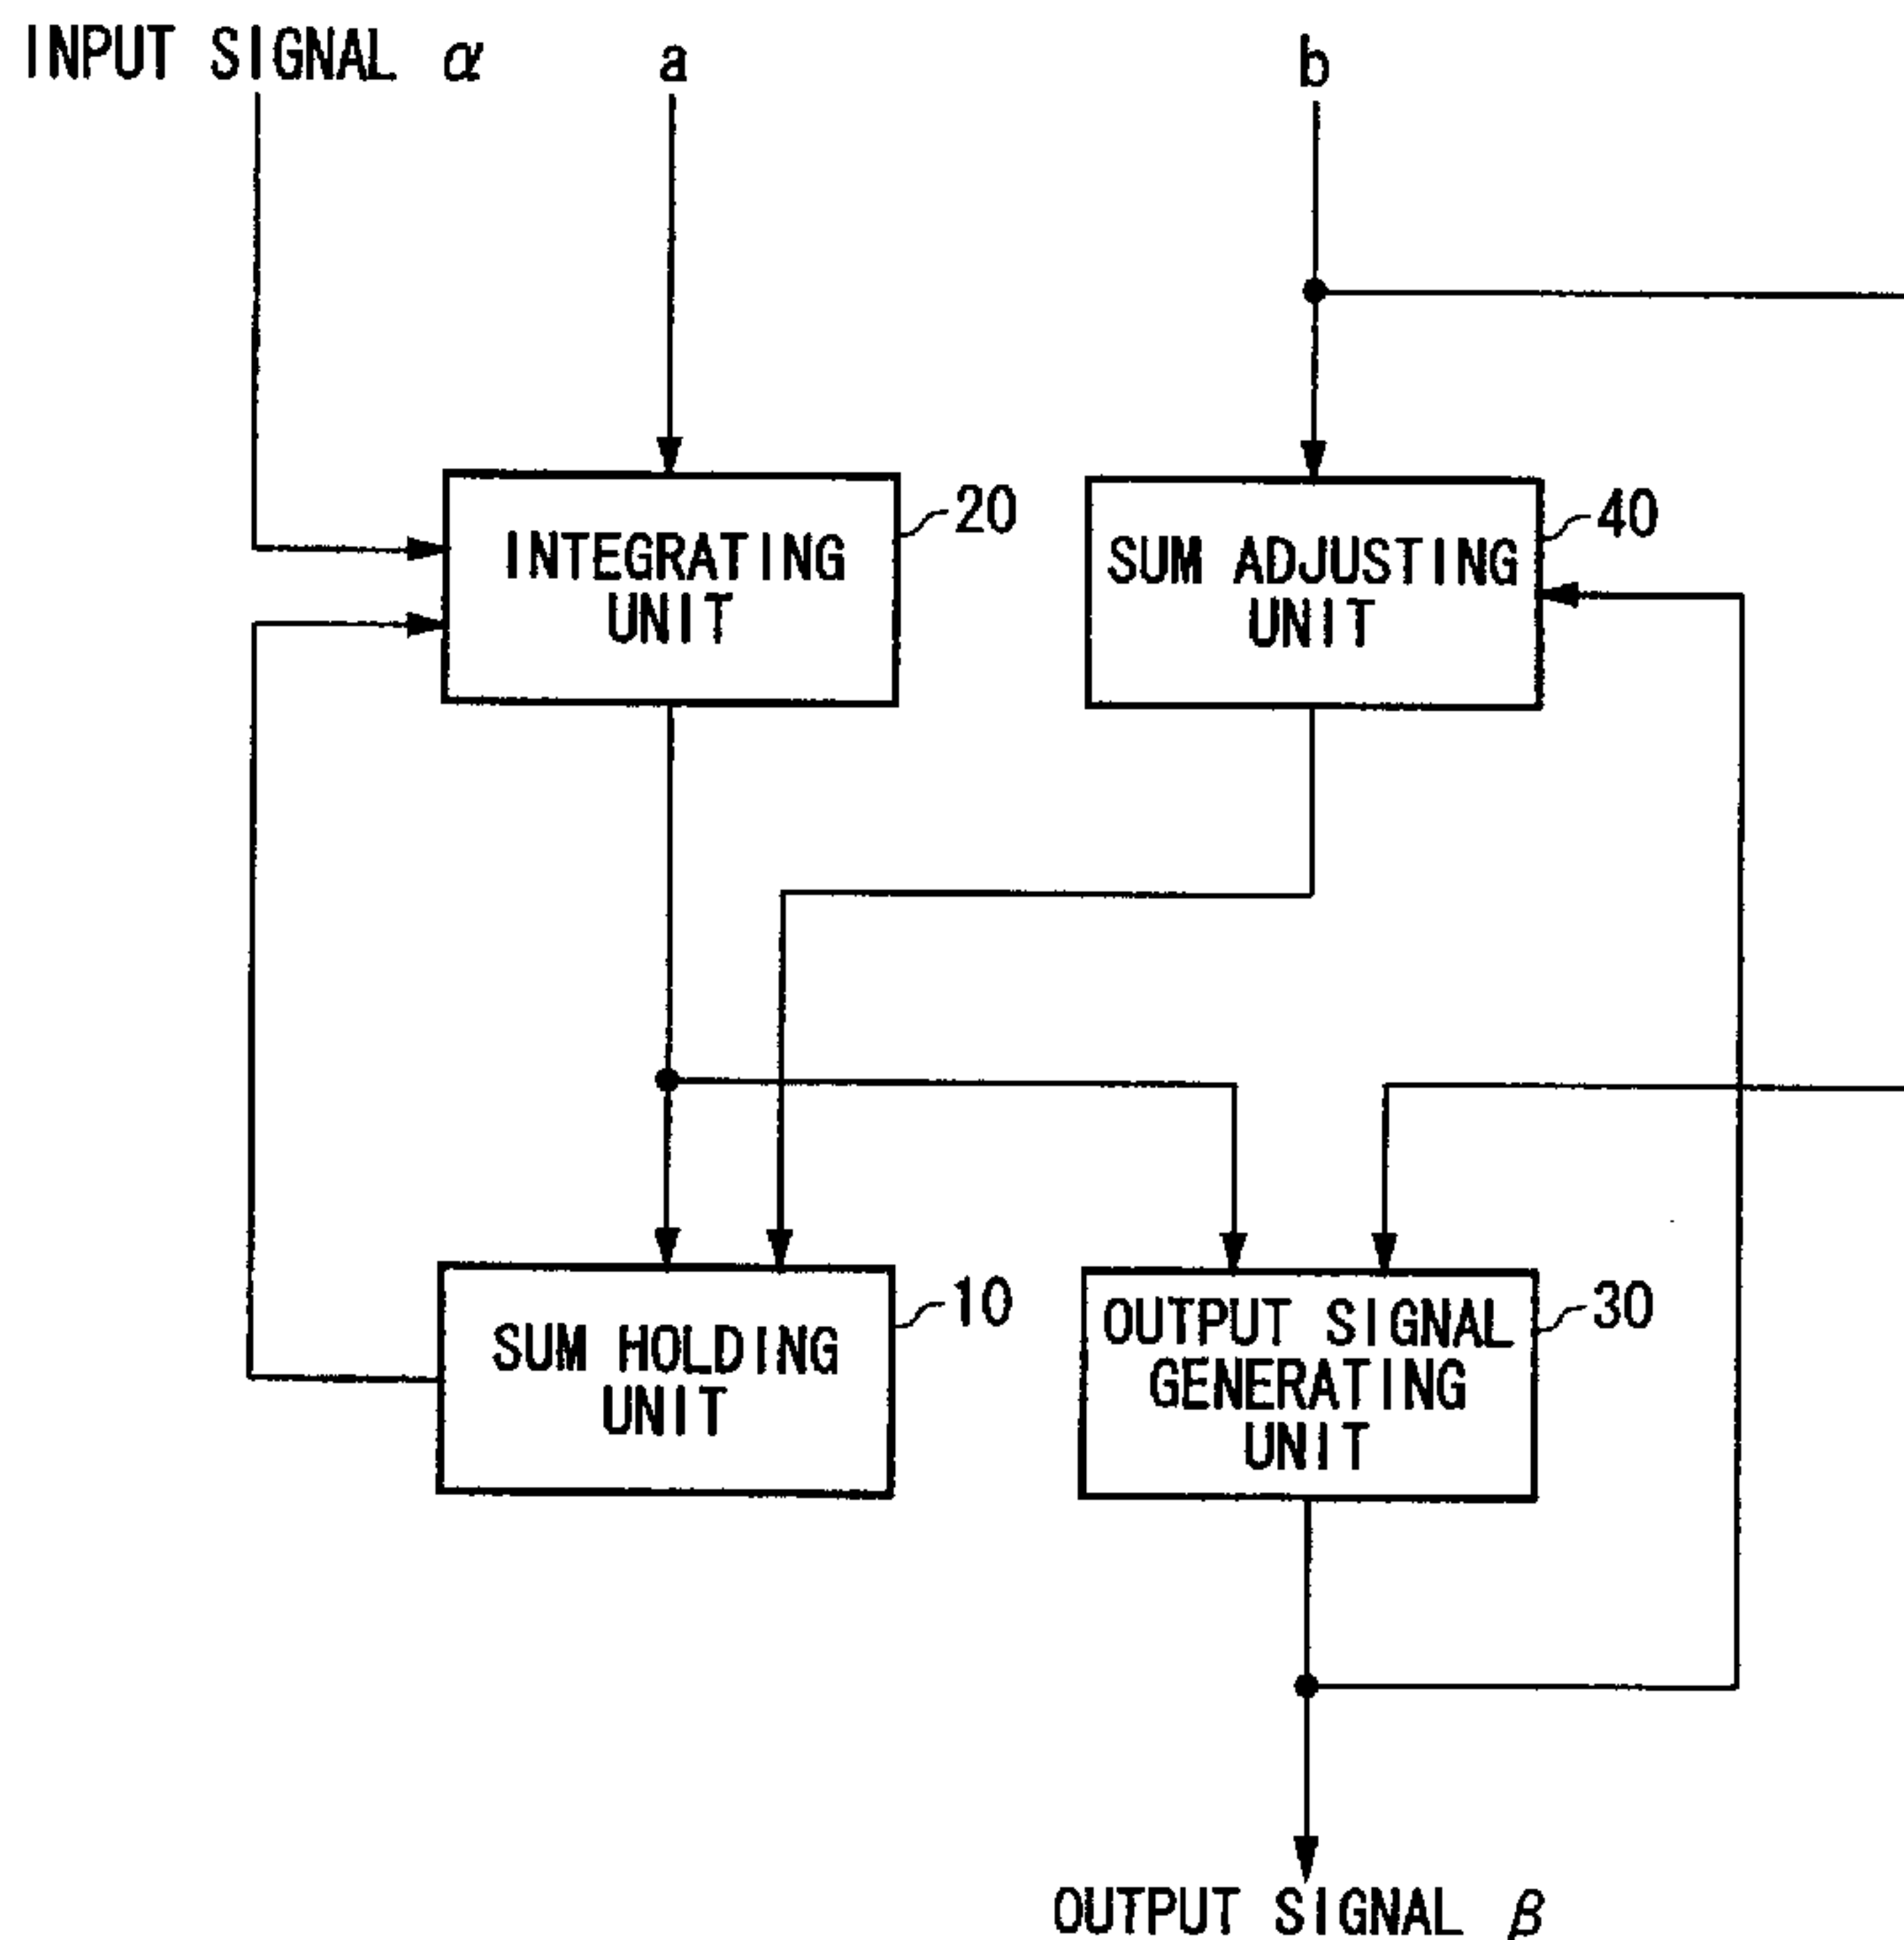 INPUT SIGNAL α
a
b
INTEGRATING
UNIT
20
SUM ADJUSTING
UNIT
40
SUM HOLDING
UNIT
10
OUTPUT SIGNAL
GENERATING
UNIT
30
OUTPUT SIGNAL β